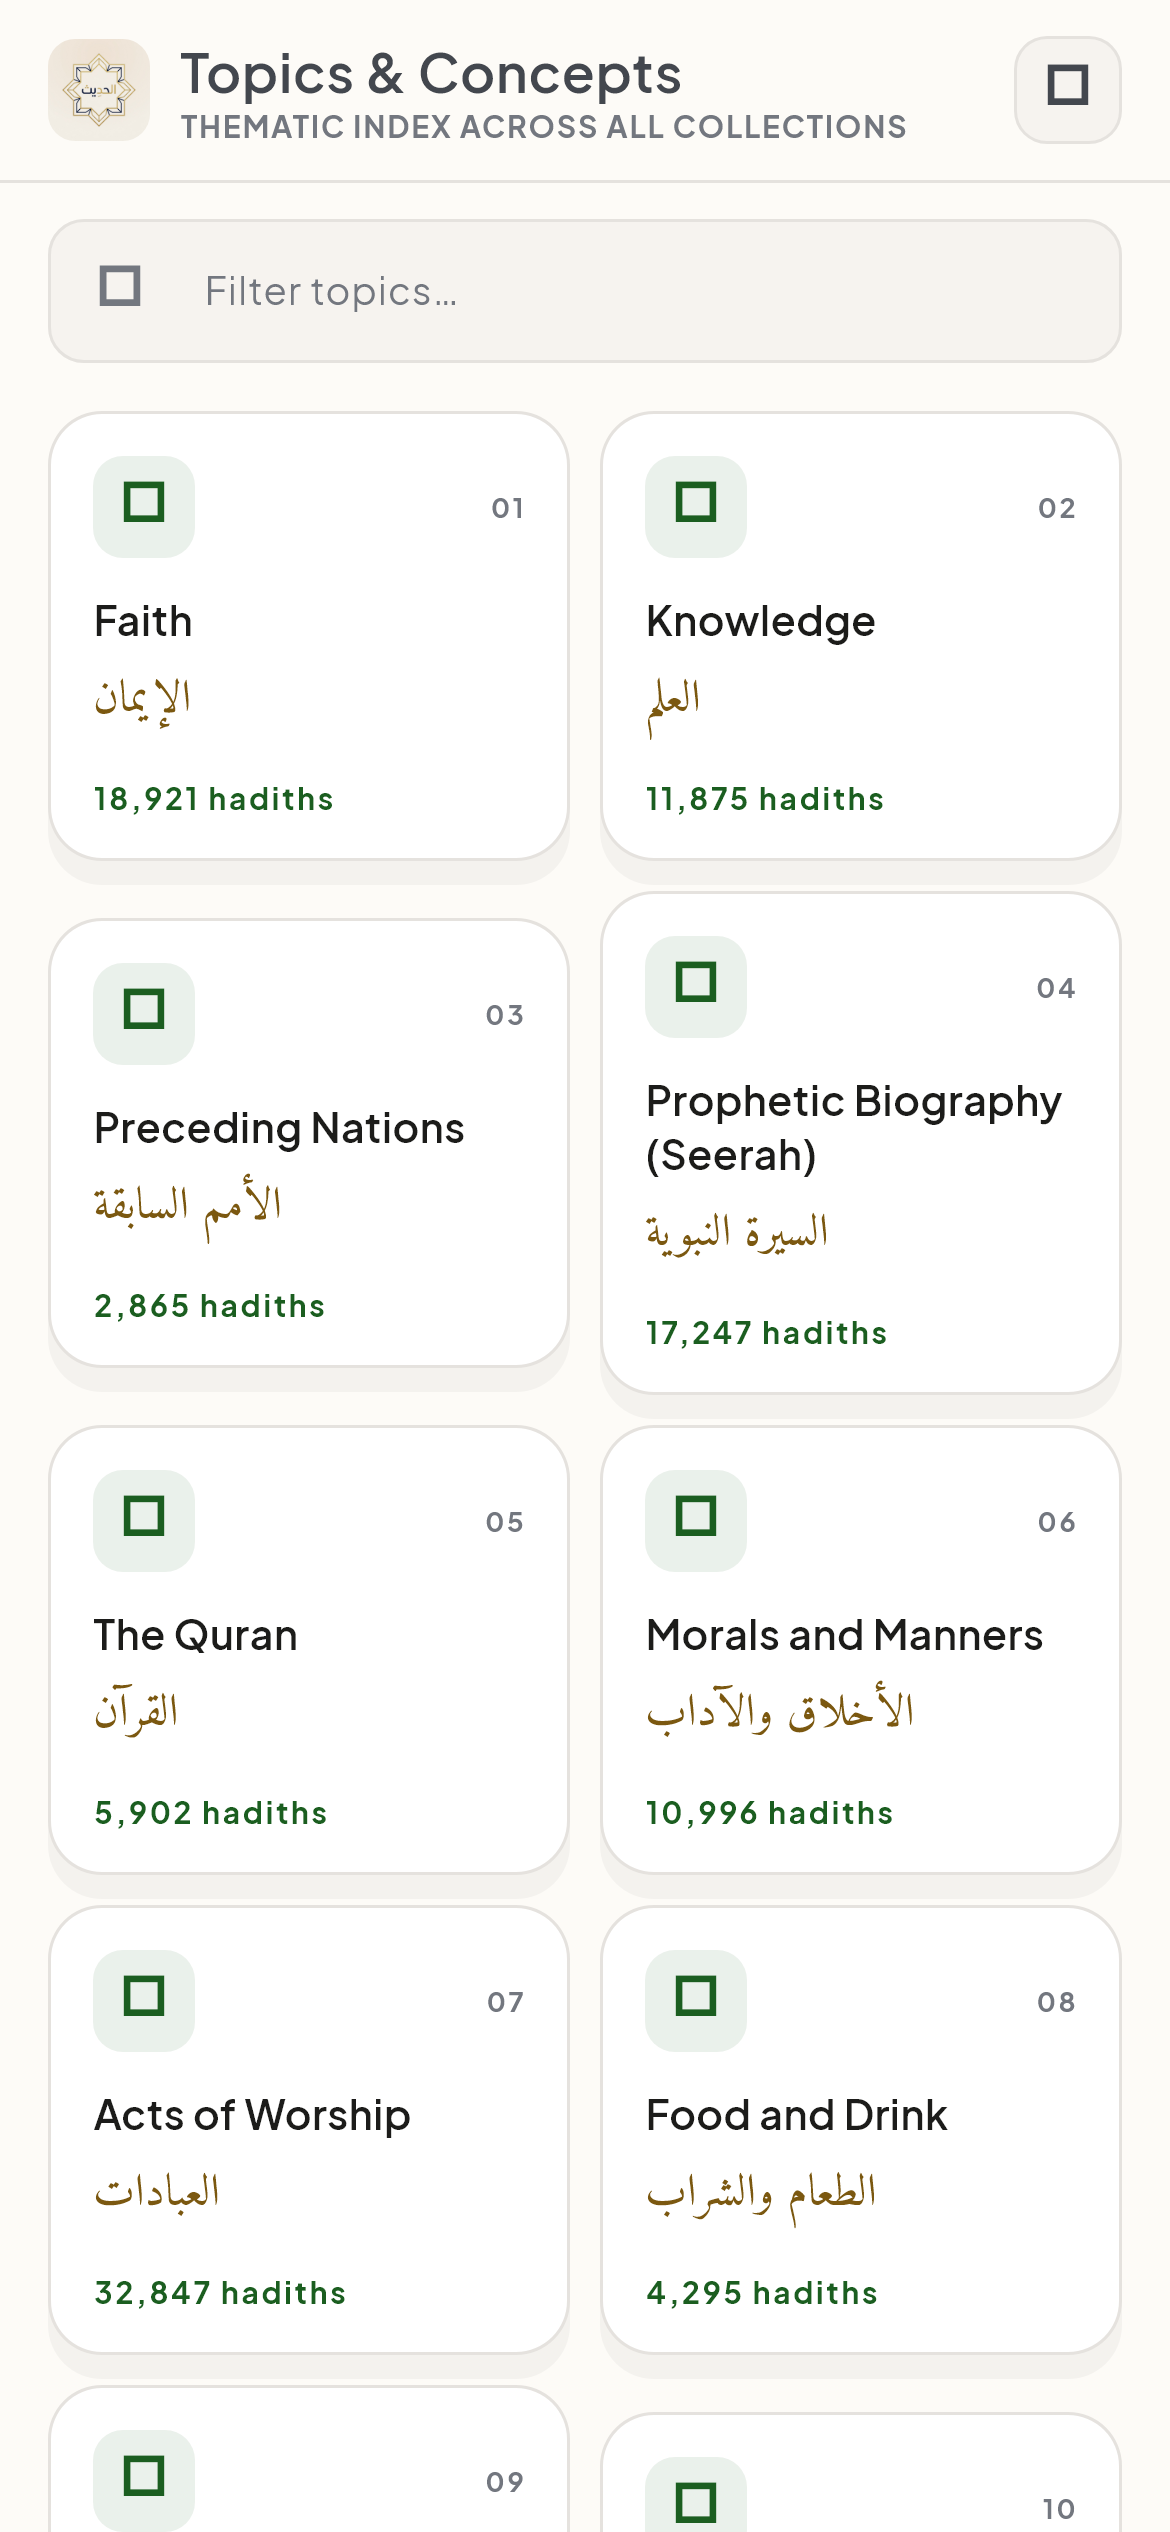 الحديث
Topics & Concepts
THEMATIC INDEX ACROSS ALL COLLECTIONS
Filter topics...
01
Faith
الإيمان
18,921 hadiths
02
Knowledge
العلم
11,875 hadiths
03
Preceding Nations
الأمم السابقة
2,865 hadiths
04
Prophetic Biography
(Seerah)
السيرة النبوية
17,247 hadiths
05
The Quran
القرآن
5,902 hadiths
06
Morals and Manners
الأخلاق والآداب
10,996 hadiths
07
Acts of Worship
العبادات
32,847 hadiths
08
Food and Drink
الطعام والشراب
4,295 hadiths
09
10